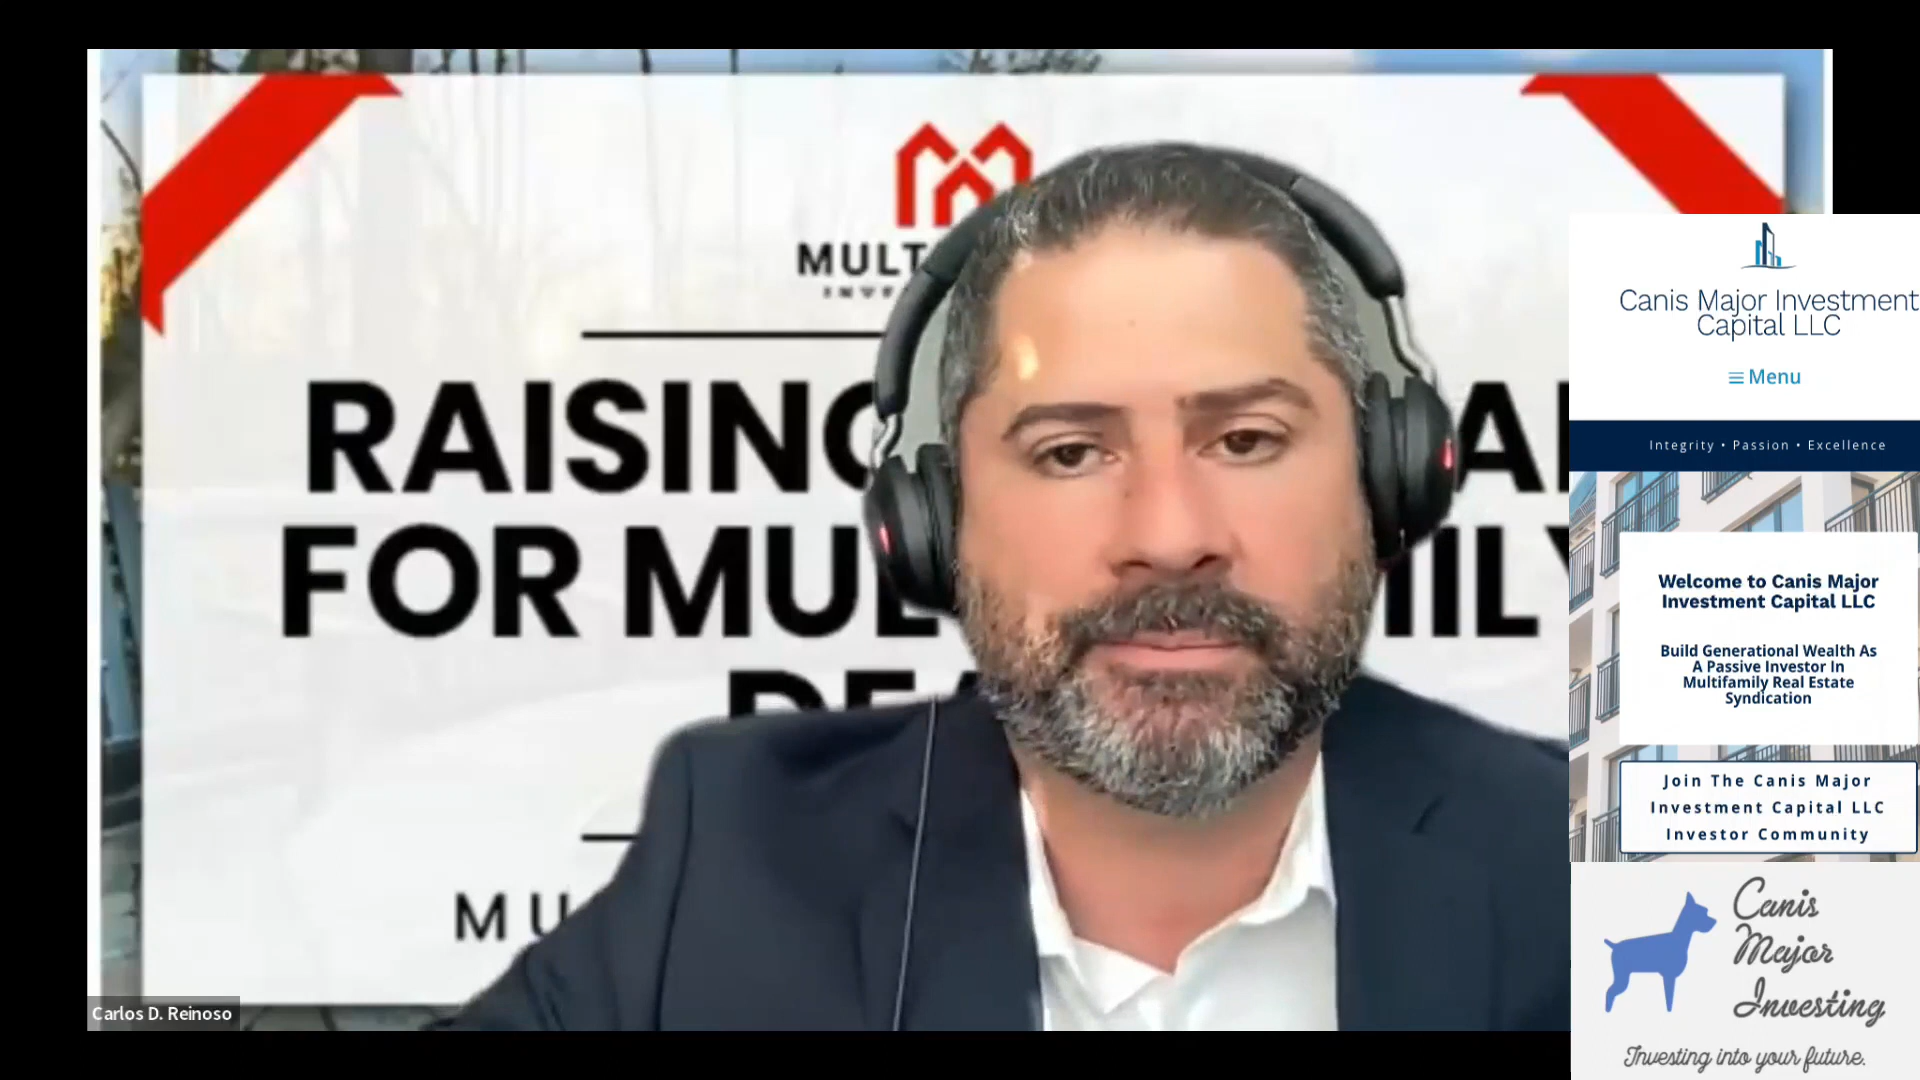 MULT
RAISING
FOR MUL
MILY
MU
Carlos D. Reinoso
Canis Major Investment
Capital LLC
Menu
Integrity • Passion • Excellence
Welcome to Canis Major
Investment Capital LLC
Build Generational Wealth As
A Passive Investor In
Multifamily Real Estate
Syndication
Join The Canis Major
Investment Capital LLC
Investor Community
Canis
Major
Investing
Investing into your future.